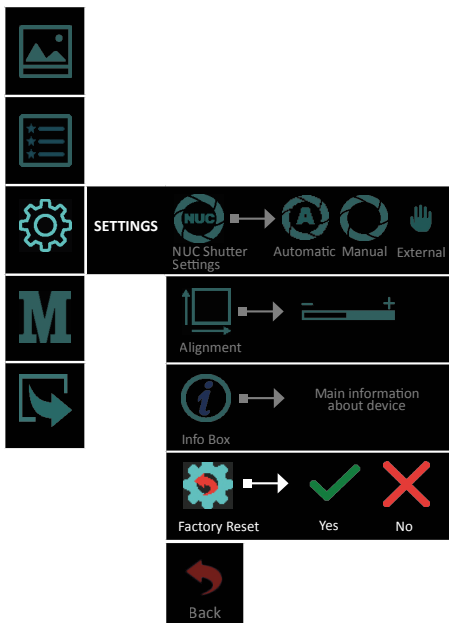 SETTINGS
NUC
A
NUC Shutter
Settings
Automatic
Manual
External
- +
Alignment
i
Main information
about device
Info Box
Factory Reset
Yes
No
M
Back